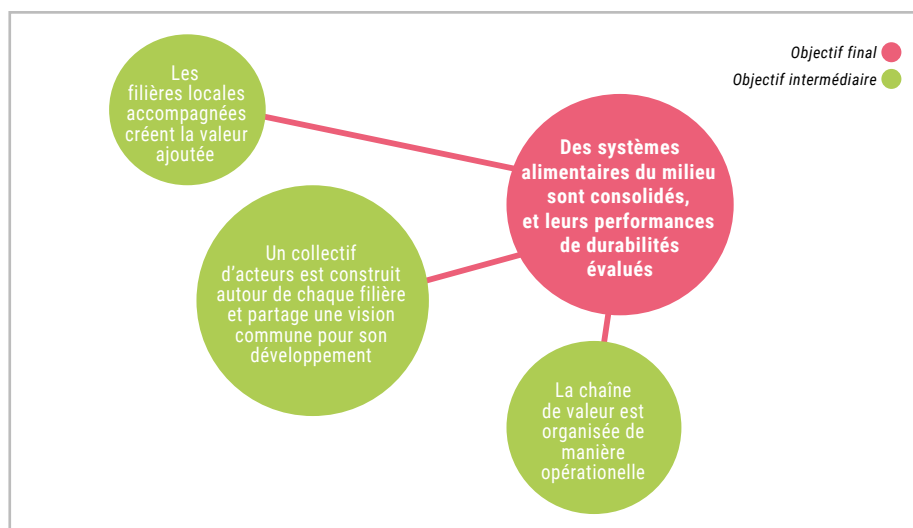 Objectif final
Objectif intermédiaire
Les
filières locales
accompagnées
créent la valeur
ajoutée
Des systèmes
alimentaires du milieu
sont consolidés,
et leurs performances
de durabilités
évalués
Un collectif
d'acteurs est construit
autour de chaque filière
et partage une vision
commune pour son
développement
La chaîne
de valeur est
organisée de
manière
opérationelle